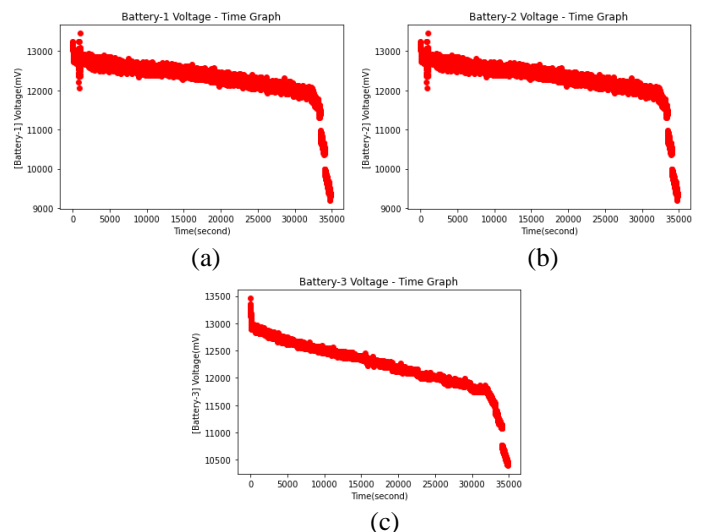 Battery-1 Voltage - Time Graph
[Battery-1] Voltage(mV)
13000
12000
11000
10000
9000
0 5000 10000 15000 20000 25000 30000 35000
Time(second)
(a)
Battery-2 Voltage - Time Graph
[Battery-2] Voltage(mV)
13000
12000
11000
10000
9000
0 5000 10000 15000 20000 25000 30000 35000
Time(second)
(b)
Battery-3 Voltage - Time Graph
[Battery-3] Voltage(mV)
13500
13000
12500
12000
11500
11000
10500
0 5000 10000 15000 20000 25000 30000 35000
Time(second)
(c)